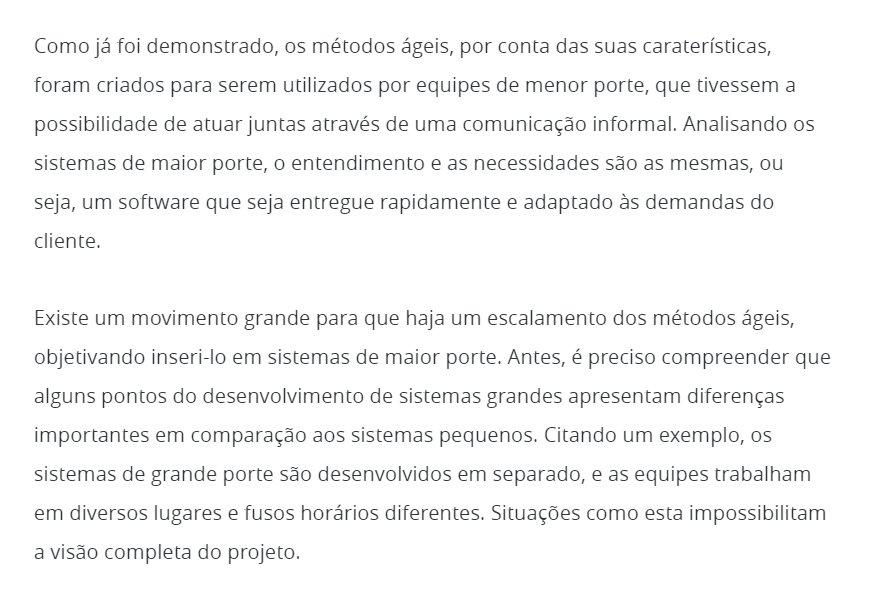 Como já foi demonstrado, os métodos ágeis, por conta das suas caraterísticas,
foram criados para serem utilizados por equipes de menor porte, que tivessem a
possibilidade de atuar juntas através de uma comunicação informal. Analisando os
sistemas de maior porte, o entendimento e as necessidades são as mesmas, ou
seja, um software que seja entregue rapidamente e adaptado às demandas do
cliente.
Existe um movimento grande para que haja um escalamento dos métodos ágeis,
objetivando inseri-lo em sistemas de maior porte. Antes, é preciso compreender que
alguns pontos do desenvolvimento de sistemas grandes apresentam diferenças
importantes em comparação aos sistemas pequenos. Citando um exemplo, os
sistemas de grande porte são desenvolvidos em separado, e as equipes trabalham
em diversos lugares e fusos horários diferentes. Situações como esta impossibilitam
a visão completa do projeto.